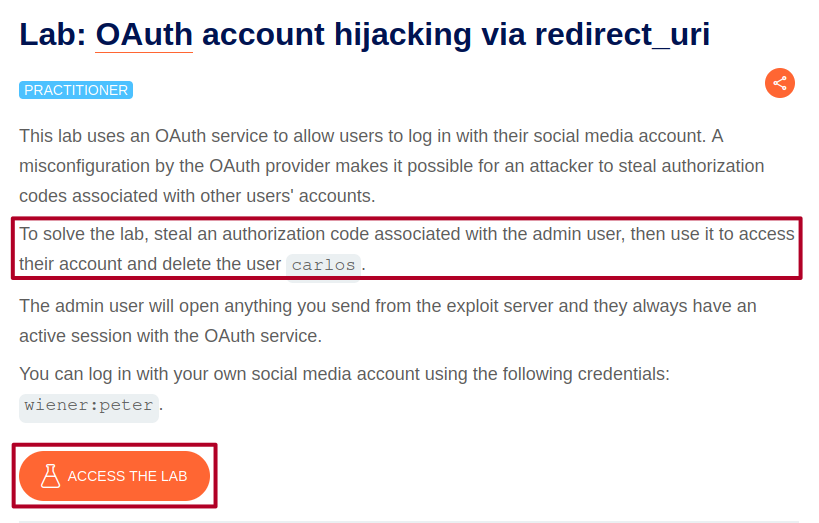 Lab: OAuth account hijacking via redirect_uri
PRACTITIONER
This lab uses an OAuth service to allow users to log in with their social media account. A
misconfiguration by the OAuth provider makes it possible for an attacker to steal authorization
codes associated with other users' accounts.
To solve the lab, steal an authorization code associated with the admin user, then use it to access
their account and delete the user carlos.
The admin user will open anything you send from the exploit server and they always have an
active session with the OAuth service.
You can log in with your own social media account using the following credentials:
wiener:peter.
ACCESS THE LAB